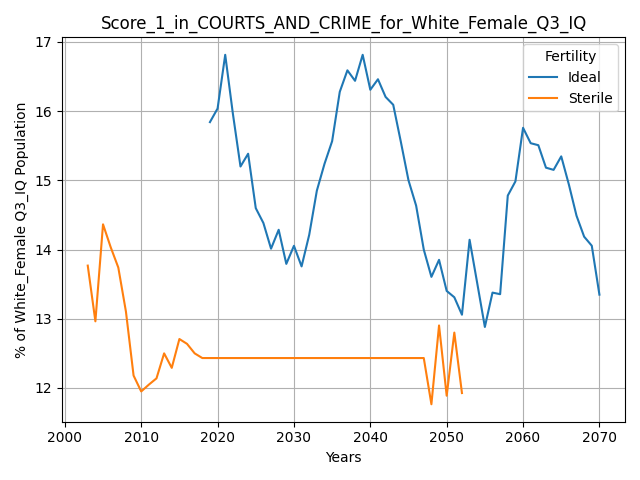 Score_1_in_COURTS_AND_CRIME_for_White_Female_Q3_IQ
% of White_Female Q3_IQ Population
17
16
15
14
13
12
Fertility
Ideal
Sterile
2000 2010 2020 2030 2040 2050 2060 2070
Years